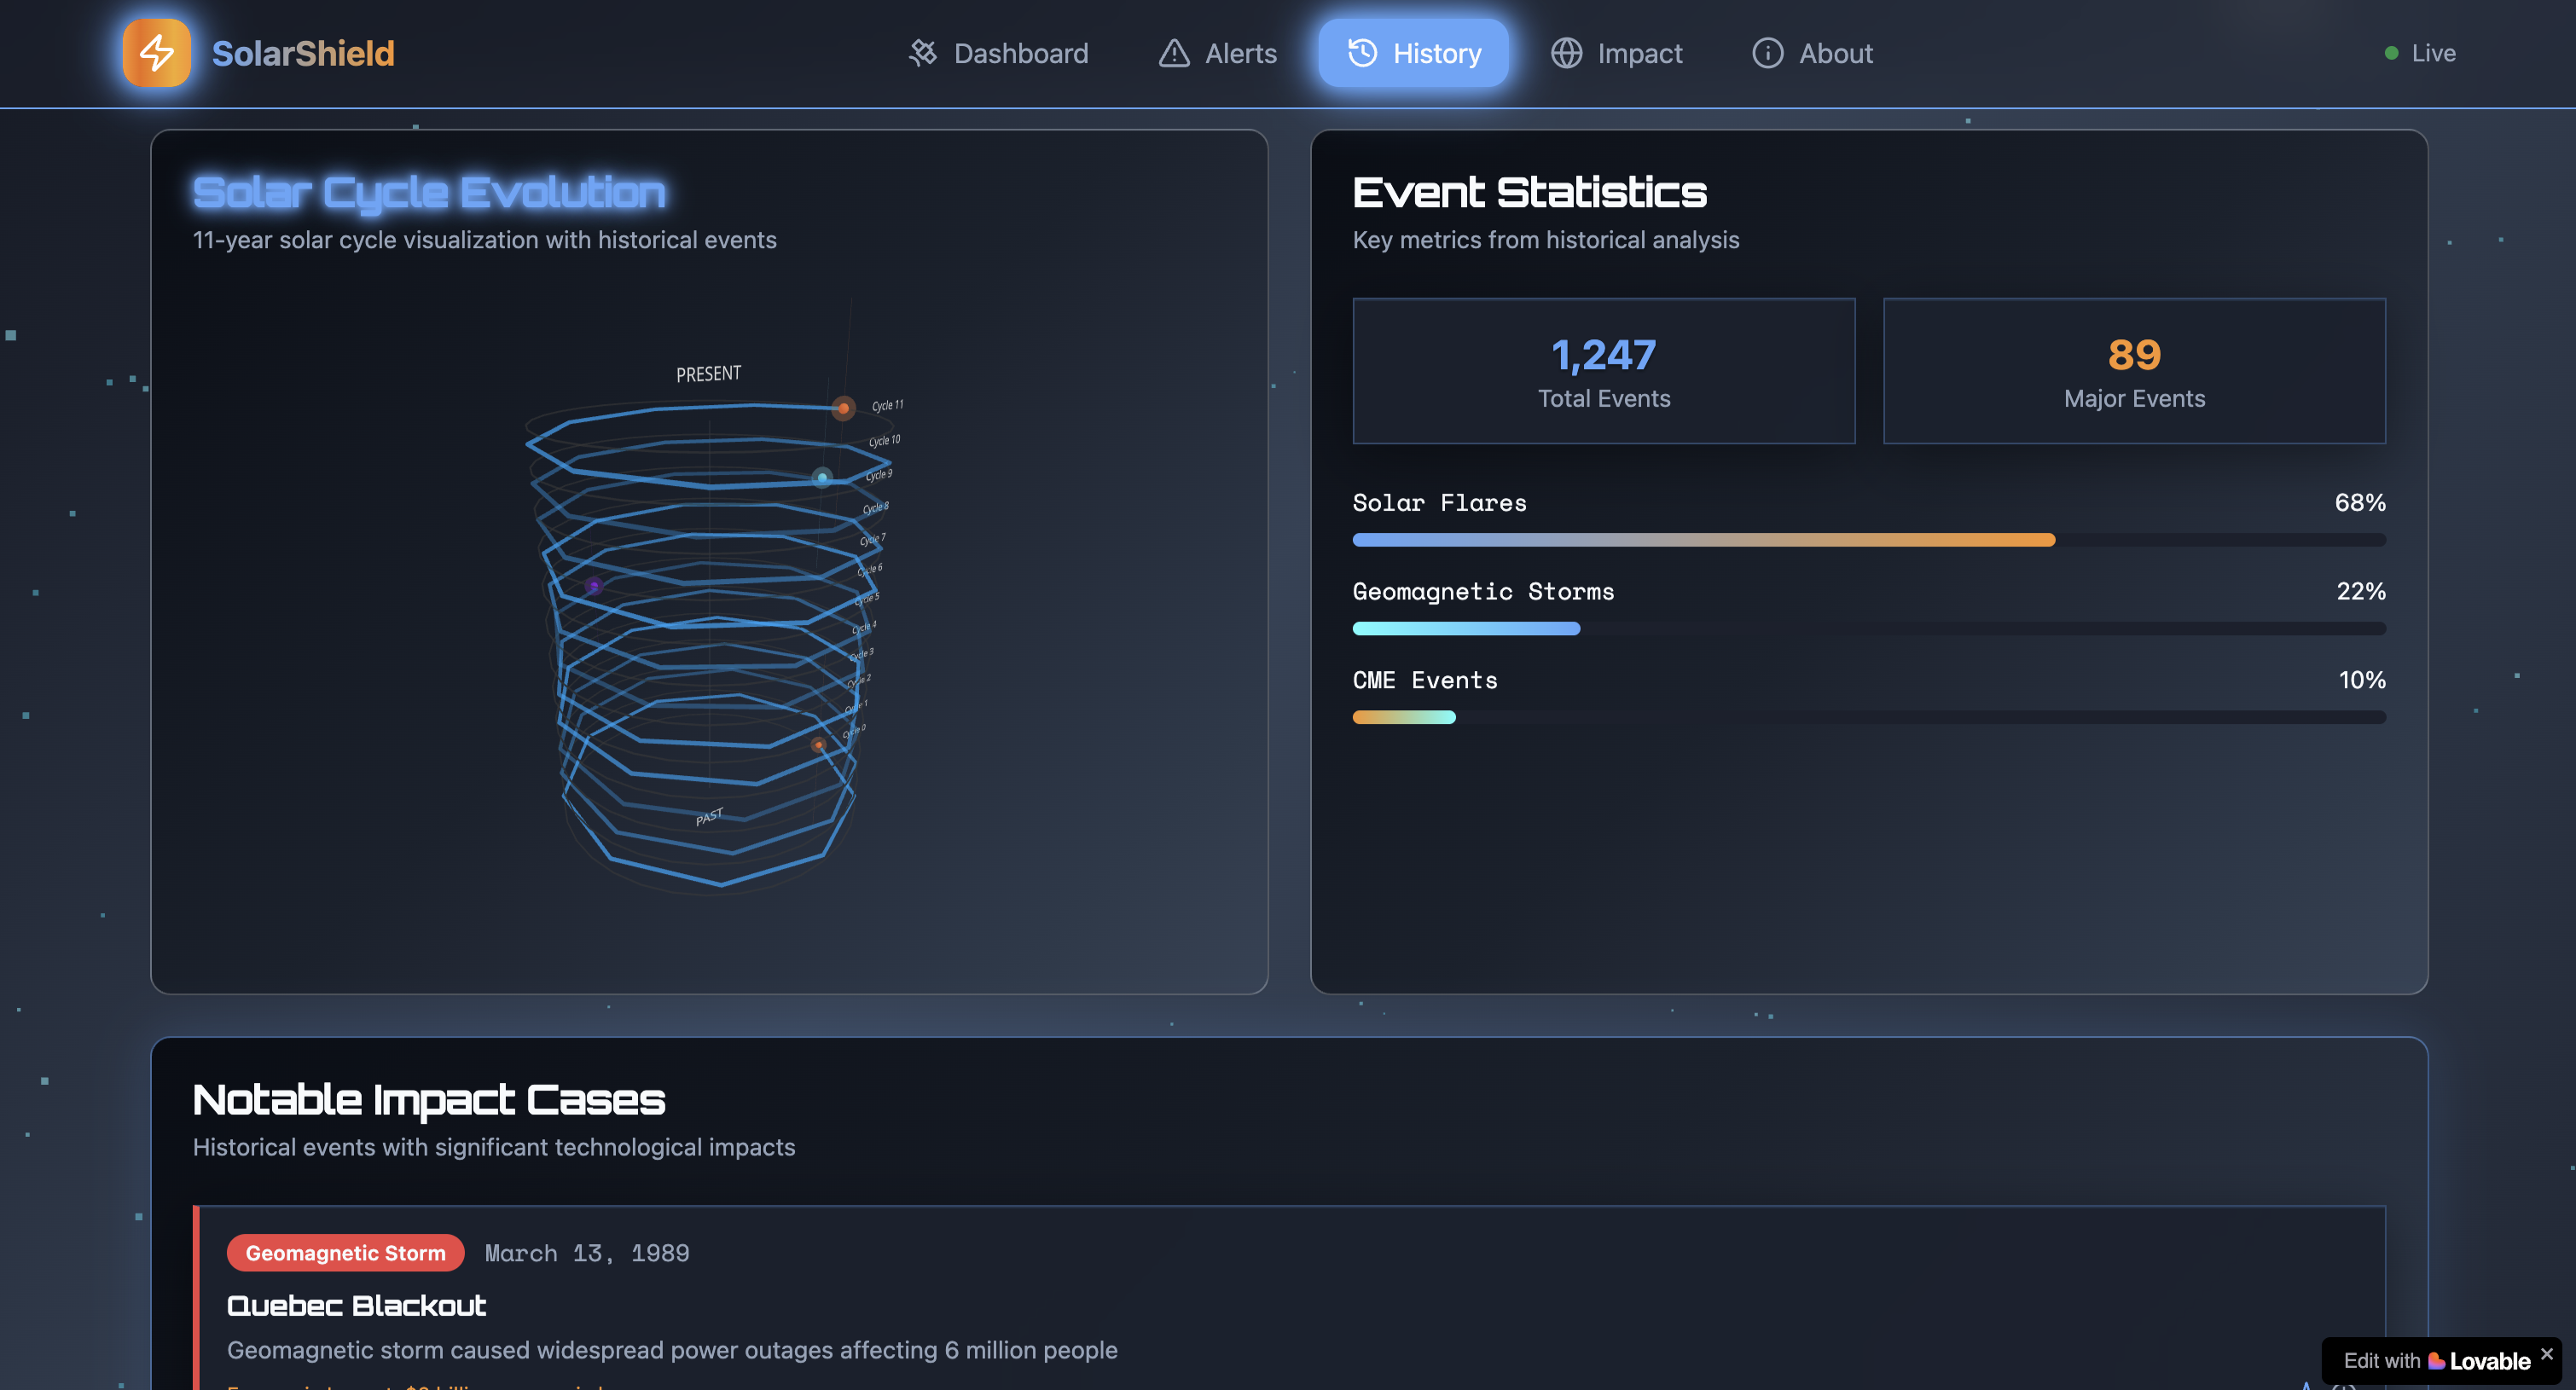 SolarShield
Dashboard
Alerts
History
Impact
About
Live
Solar Cycle Evolution
11-year solar cycle visualization with historical events
PRESENT
Cycle 11
Cycle 10
Cycle 9
Cycle 8
Cycle 7
Cycle 6
Cycle 5
Cycle 4
Cycle 3
Cycle 2
Cycle 1
Cycle 0
PAST
Event Statistics
Key metrics from historical analysis
1,247
Total Events
89
Major Events
Solar Flares 68%
Geomagnetic Storms 22%
CME Events 10%
Notable Impact Cases
Historical events with significant technological impacts
Geomagnetic Storm March 13, 1989
Quebec Blackout
Geomagnetic storm caused widespread power outages affecting 6 million people
Edit with Lovable